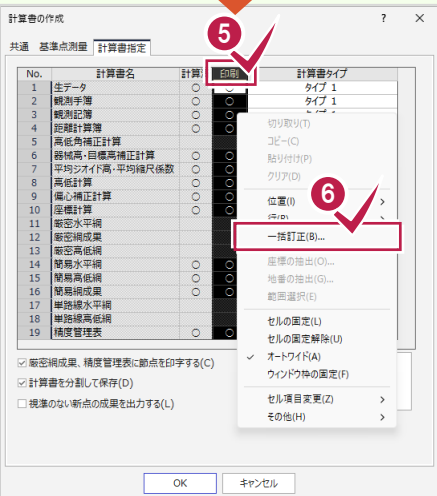 計算書の作成 ? ×
共通 基準点測量 計算書指定
5
No. 計算書名 計算 印刷 計算書タイプ
1 生データ ○ ○ タイプ 1
2 観測手簿 ○ ○ タイプ 1
3 観測記簿 ○ ○
4 距離計算簿 ○ ○
5 高低角補正計算
6 器械高・目標高補正計算 ○ ○
7 平均ジオイド高・平均縮尺係数 ○ ○
8 高低計算 ○ ○
9 偏心補正計算 ○ ○
10 座標計算 ○ ○
11 厳密水平網
12 厳密網成果
13 厳密高低網
14 簡易水平網 ○ ○
15 簡易高低網 ○ ○
16 簡易網成果 ○ ○
17 単路線水平網
18 単路線高低網
19 精度管理表 ○ ○
切り取り(T)
コピー(C)
貼り付け(P)
クリア(D)
位置(I) >
6
行(R) >
一括訂正(B)...
座標の抽出(O)...
地番の抽出(G)...
範囲選択(E)
セルの固定(L)
セルの固定解除(U)
✓ オートワイド(A)
ウィンドウ枠の固定(F)
セル項目変更(Z) >
その他(H) >
☑ 厳密網成果、精度管理表に節点を印字する(C)
☑ 計算書を分割して保存(D)
☐ 視準のない新点の成果を出力する(L)
OK キャンセル